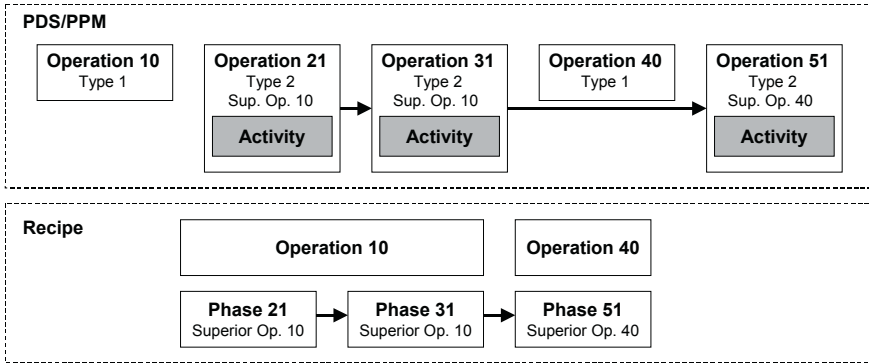 PDS/PPM
Operation 10
Type 1
Operation 21
Type 2
Sup. Op. 10
Activity
Operation 31
Type 2
Sup. Op. 10
Activity
Operation 40
Type 1
Operation 51
Type 2
Sup. Op. 40
Activity
Recipe
Operation 10
Operation 40
Phase 21
Superior Op. 10
Phase 31
Superior Op. 10
Phase 51
Superior Op. 40